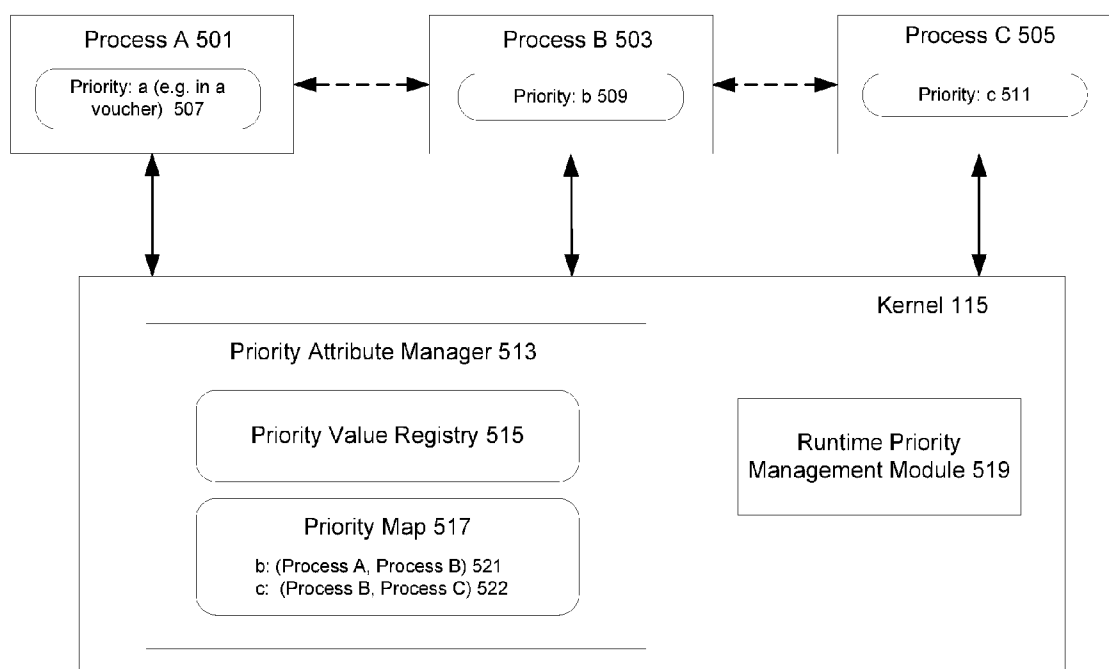 Process A 501
Priority: a (e.g. in a
voucher) 507
Process B 503
Priority: b 509
Process C 505
Priority: c 511
Kernel 115
Priority Attribute Manager 513
Priority Value Registry 515
Priority Map 517
b: (Process A, Process B) 521
c: (Process B, Process C) 522
Runtime Priority
Management Module 519